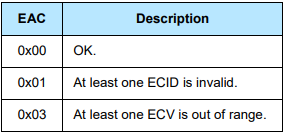 EAC Description
0x00 OK.
0x01 At least one ECID is invalid.
0x03 At least one ECV is out of range.